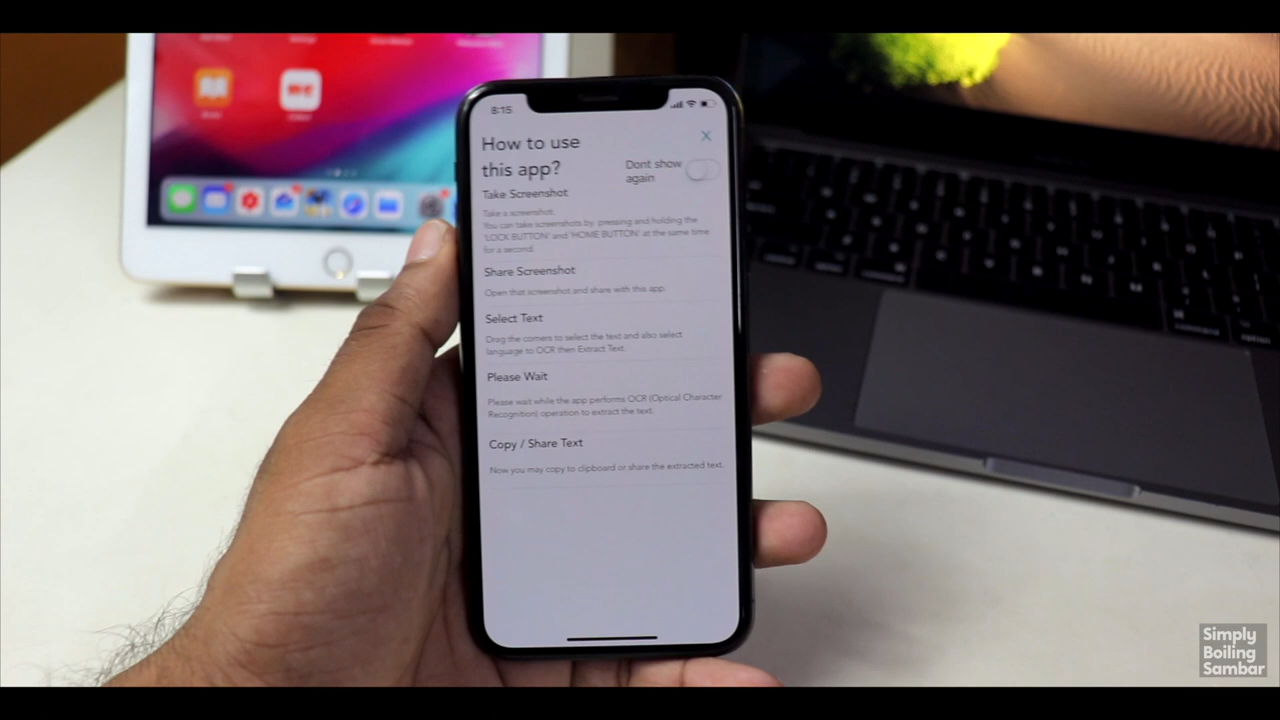 8:15
How to use
this app?
Dont show
again
X
Take Screenshot
Take a screenshot.
You can take screenshots by pressing and holding the
'LOCK BUTTON' and 'HOME BUTTON' at the same time
for a second.
Share Screenshot
Open that screenshot and share with this app.
Select Text
Drag the corners to select the text and also select
language to OCR then Extract Text.
Please Wait
Please wait while the app performs OCR (Optical Character
Recognition) operation to extract the text.
Copy / Share Text
Now you may copy to clipboard or share the extracted text.
command
option
Simply
Boiling
Sambar